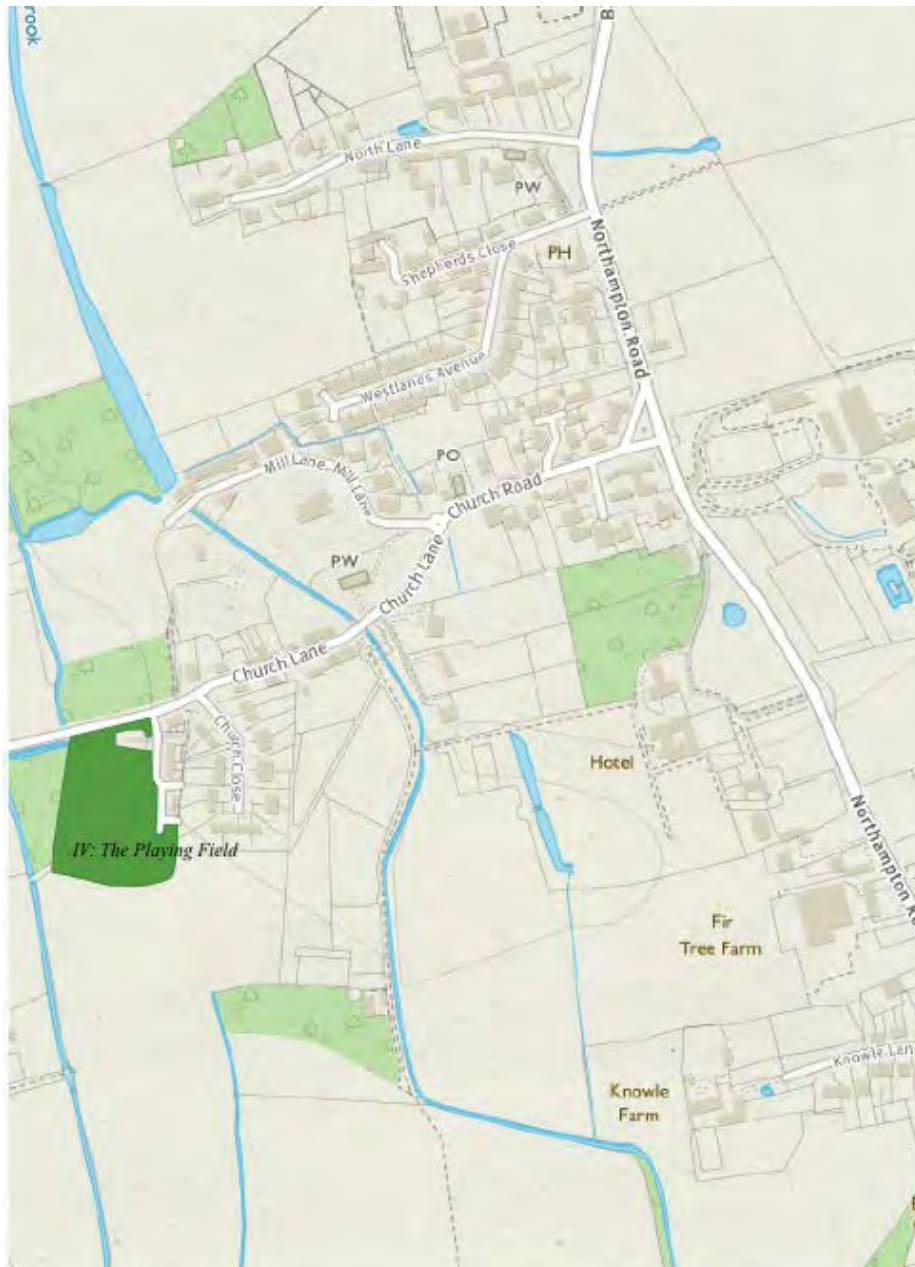 rook
North Lane
PW
Shepherds Close
PH
Northampton Road
Westlanes Avenue
PO
Mill Lane
Mill Lane
Church Road
PW
Church Lane
Church Lane
Church Close
Hotel
IV: The Playing Field
Northampton
Fir
Tree Farm
Knowle Lan
Knowle
Farm